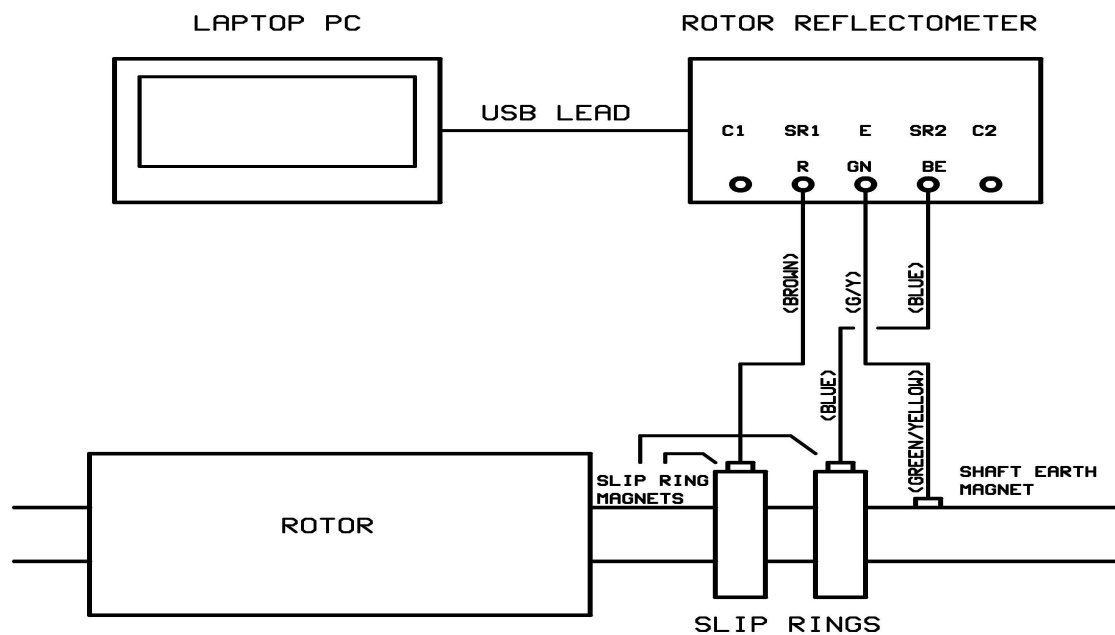 LAPTOP PC
ROTOR REFLECTOMETER
USB LEAD
C1 SR1 E SR2 C2
R GN BE
(BROWN)
(G/Y)
(BLUE)
(BLUE)
(GREEN/YELLOW)
SLIP RING
MAGNETS
SHAFT EARTH
MAGNET
ROTOR
SLIP RINGS